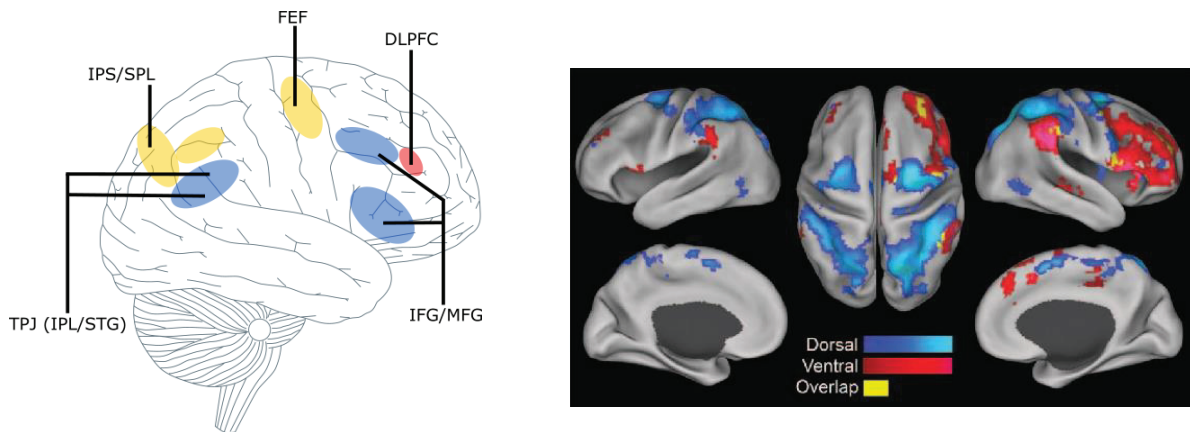 FEF
DLPFC
IPS/SPL
TPJ (IPL/STG)
IFG/MFG
Dorsal
Ventral
Overlap